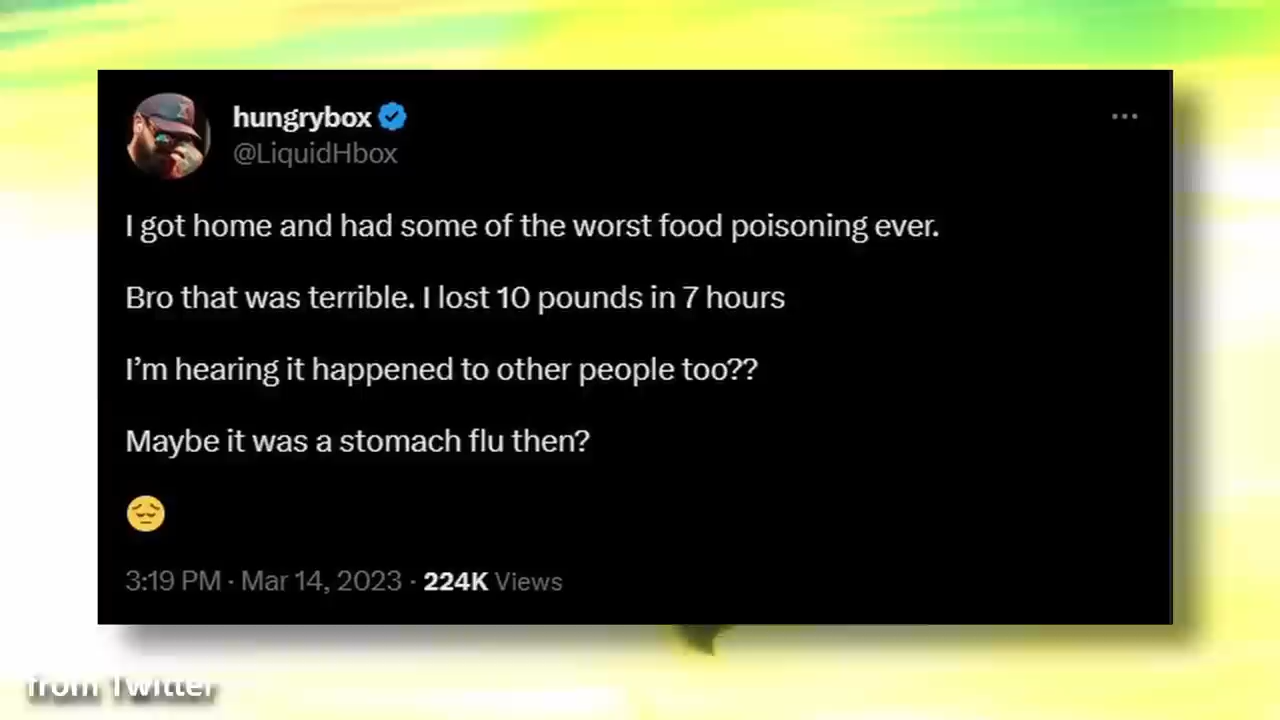 hungrybox
@LiquidHbox
I got home and had some of the worst food poisoning ever.
Bro that was terrible. I lost 10 pounds in 7 hours
I’m hearing it happened to other people too??
Maybe it was a stomach flu then?
😔
3:19 PM · Mar 14, 2023 · 224K Views
from Twitter